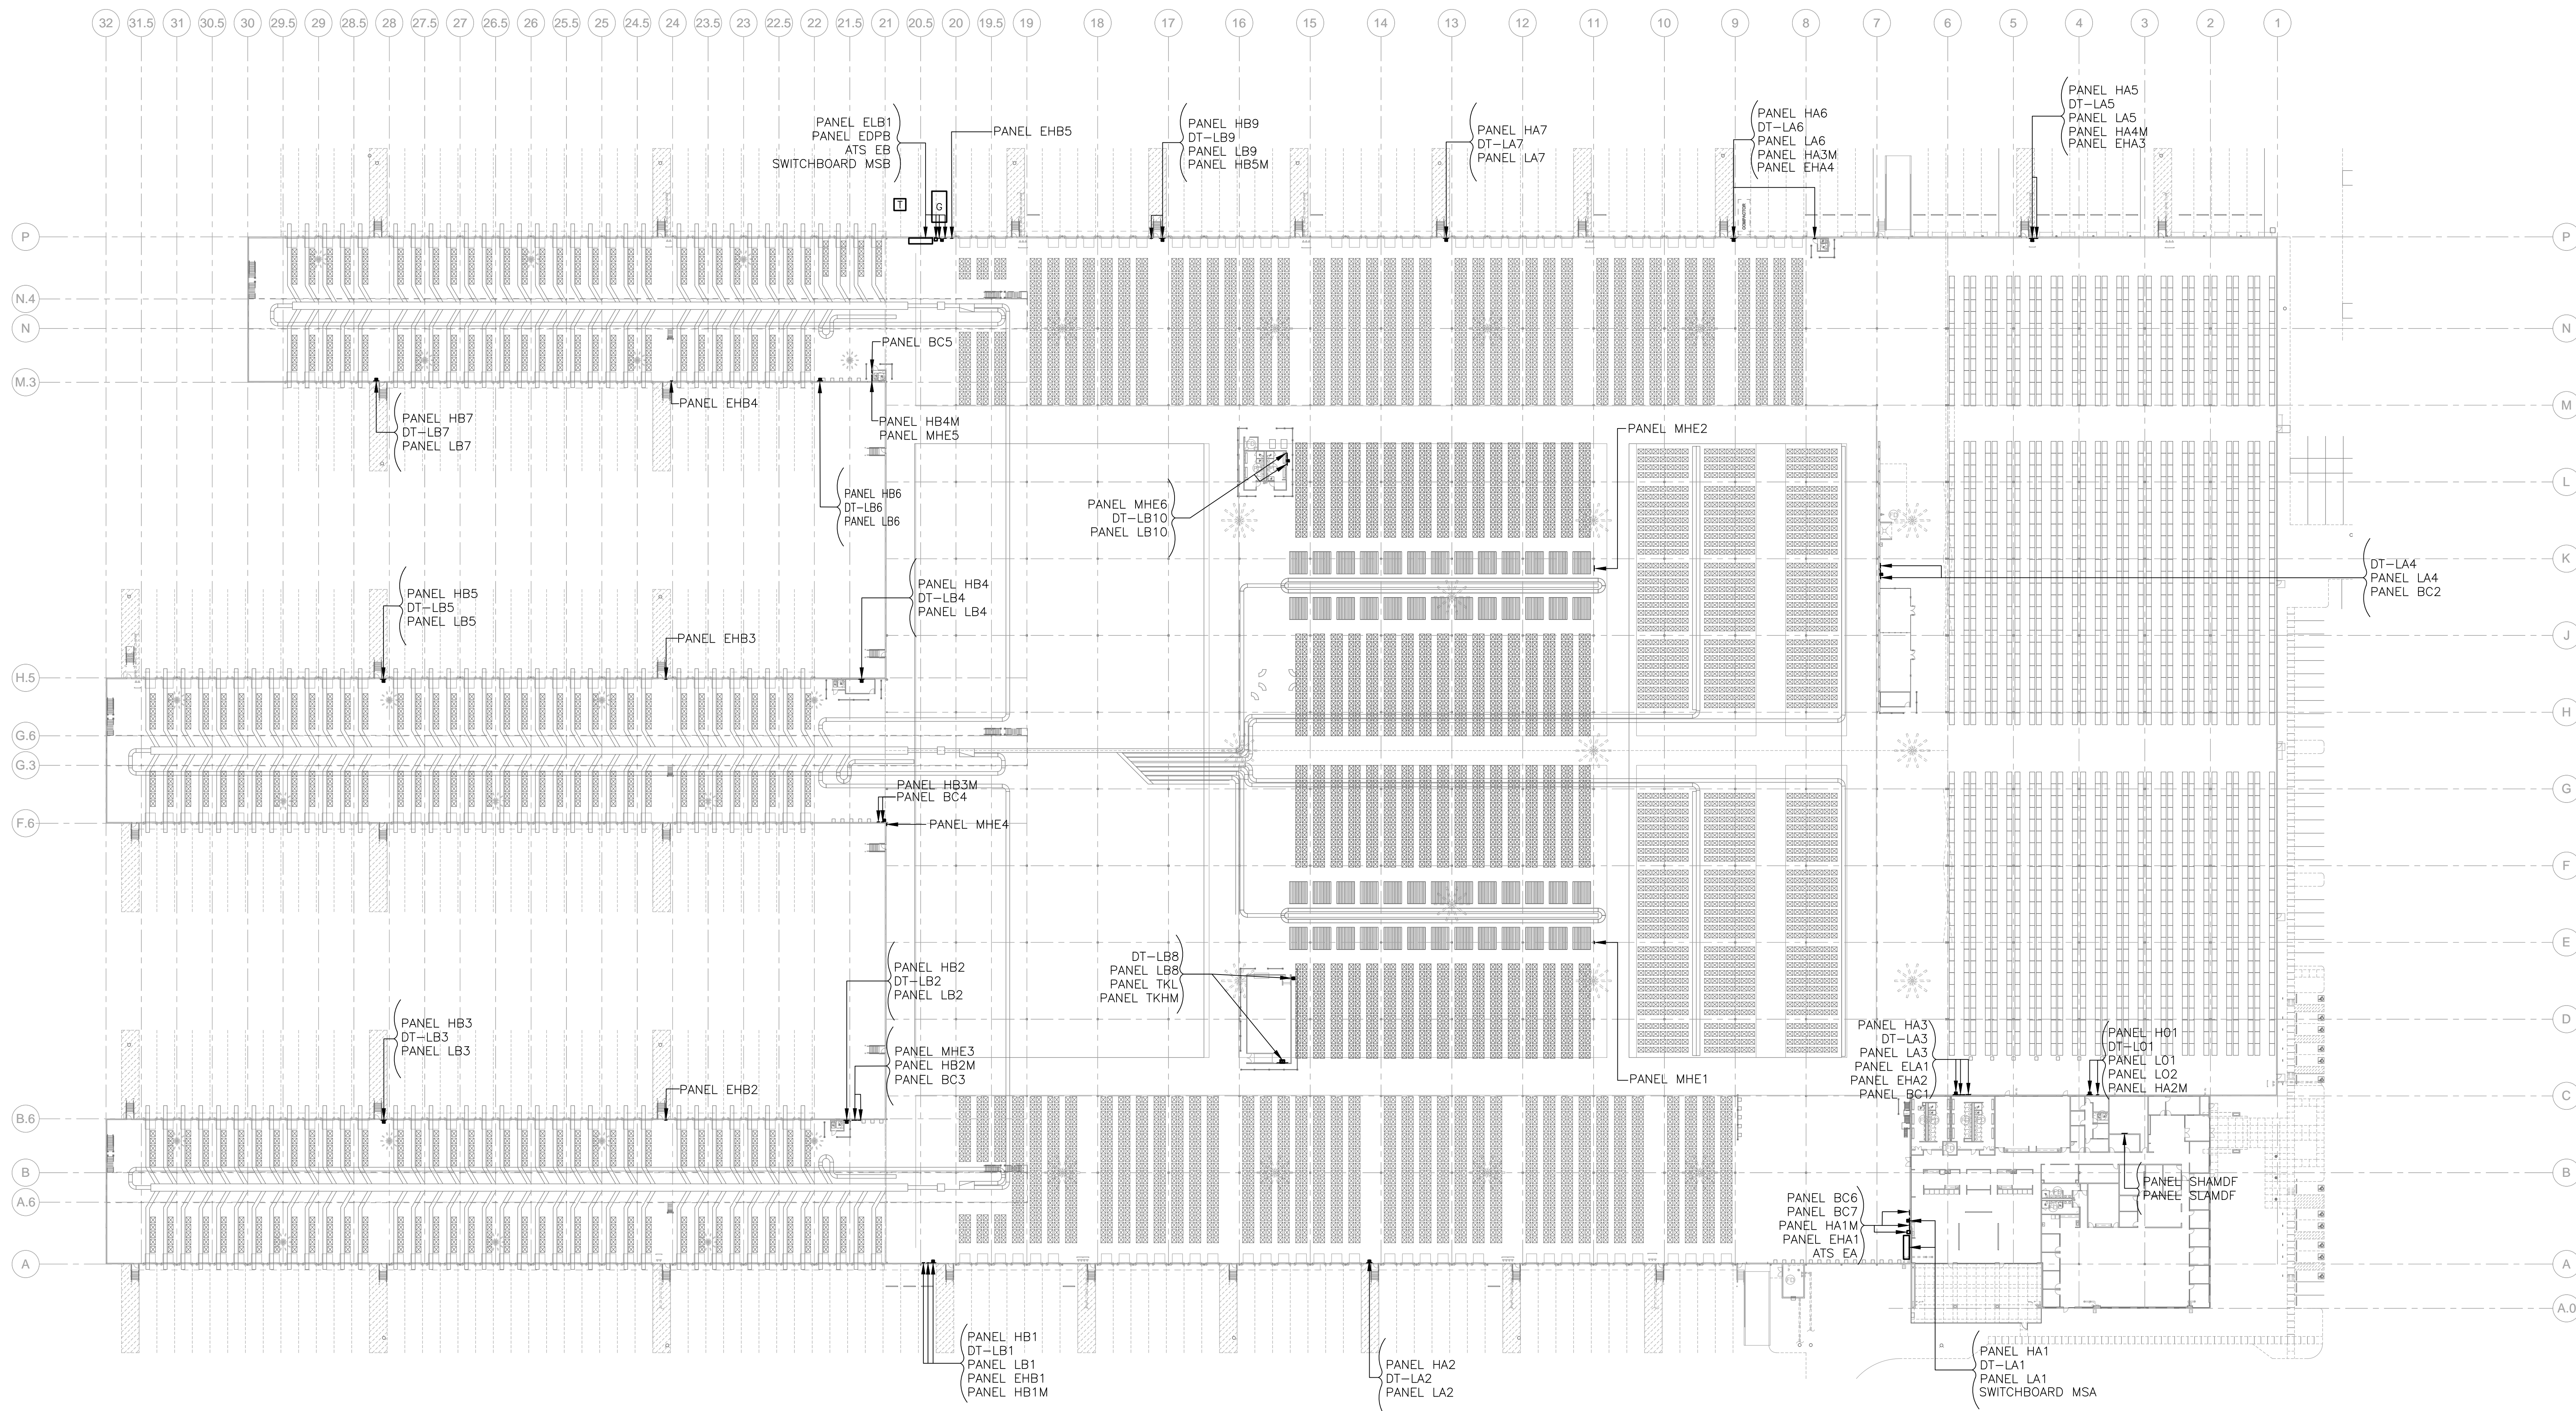 32 31.5 31 30.5 30 29.5 29 28.5 28 27.5 27 26.5 26 25.5 25 24.5 24 23.5 23 22.5 22 21.5 21 20.5 20 19.5 19 18 17 16 15 14 13 12 11 10 9 8 7 6 5 4 3 2 1
PANEL ELB1
PANEL EDPB
ATS EB
SWITCHBOARD MSB
PANEL EHB5
PANEL HB9
DT-LB9
PANEL LB9
PANEL HB5M
PANEL HA7
DT-LA7
PANEL LA7
PANEL HA6
DT-LA6
PANEL LA6
PANEL HA3M
PANEL EHA4
PANEL HA5
DT-LA5
PANEL LA5
PANEL HA4M
PANEL EHA3
T
G
COMPACTOR
P
P
N.4
N
N
M.3
M
PANEL BC5
PANEL EHB4
PANEL HB7
DT-LB7
PANEL LB7
PANEL HB4M
PANEL MHE5
PANEL HB6
DT-LB6
PANEL LB6
PANEL MHE2
PANEL MHE6
DT-LB10
PANEL LB10
L
K
DT-LA4
PANEL LA4
PANEL BC2
PANEL HB5
DT-LB5
PANEL LB5
PANEL HB4
DT-LB4
PANEL LB4
PANEL EHB3
J
H.5
H
G.6
G.3
G
PANEL HB3M
PANEL BC4
PANEL MHE4
F.6
F
E
PANEL HB2
DT-LB2
PANEL LB2
DT-LB8
PANEL LB8
PANEL TKL
PANEL TKHM
PANEL HB3
DT-LB3
PANEL LB3
PANEL MHE3
PANEL HB2M
PANEL BC3
PANEL EHB2
PANEL MHE1
PANEL HA3
DT-LA3
PANEL LA3
PANEL ELA1
PANEL EHA2
PANEL BC1
PANEL HO1
DT-LO1
PANEL LO1
PANEL LO2
PANEL HA2M
D
C
B.6
B
B
A.6
PANEL SHAMDF
PANEL SLAMDF
PANEL BC6
PANEL BC7
PANEL HA1M
PANEL EHA1
ATS EA
A
A
A.0
PANEL HB1
DT-LB1
PANEL LB1
PANEL EHB1
PANEL HB1M
PANEL HA2
DT-LA2
PANEL LA2
PANEL HA1
DT-LA1
PANEL LA1
SWITCHBOARD MSA